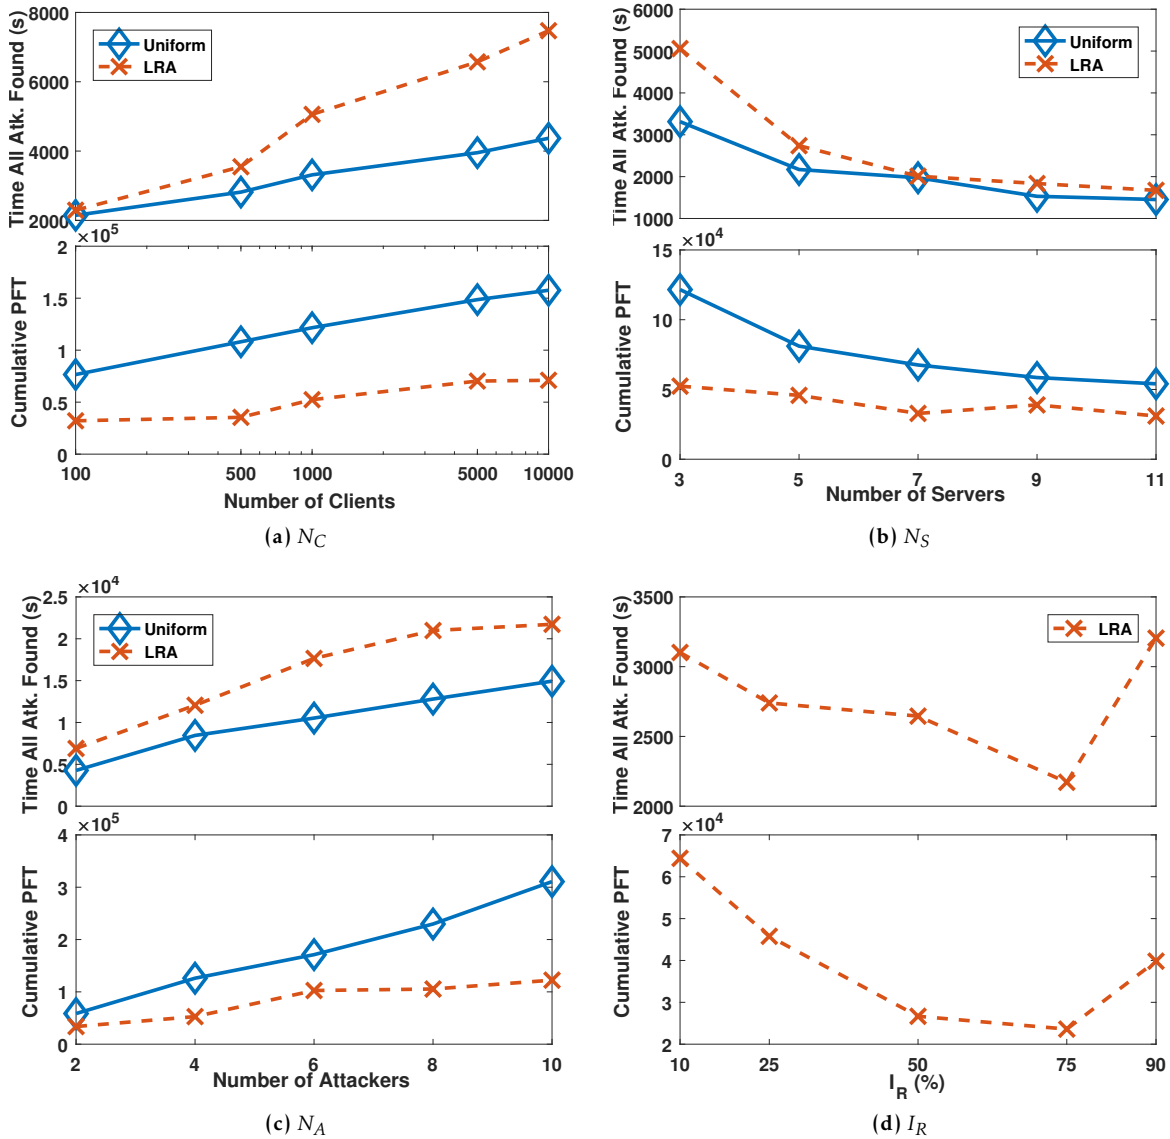 Time All Atk. Found (s)
8000
6000
4000
2000
Uniform
LRA
×10^5
Cumulative PFT
2
1.5
1
0.5
0
100
500
1000
5000
10000
Number of Clients
(a) N_C
Time All Atk. Found (s)
6000
5000
4000
3000
2000
1000
Uniform
LRA
×10^4
Cumulative PFT
15
10
5
0
3
5
7
9
11
Number of Servers
(b) N_S
×10^4
Time All Atk. Found (s)
2.5
2
1.5
1
0.5
0
Uniform
LRA
×10^5
Cumulative PFT
4
3
2
1
0
2
4
6
8
10
Number of Attackers
(c) N_A
Time All Atk. Found (s)
3500
3000
2500
2000
LRA
×10^4
Cumulative PFT
7
6
5
4
3
2
10
25
50
75
90
I_R (%)
(d) I_R